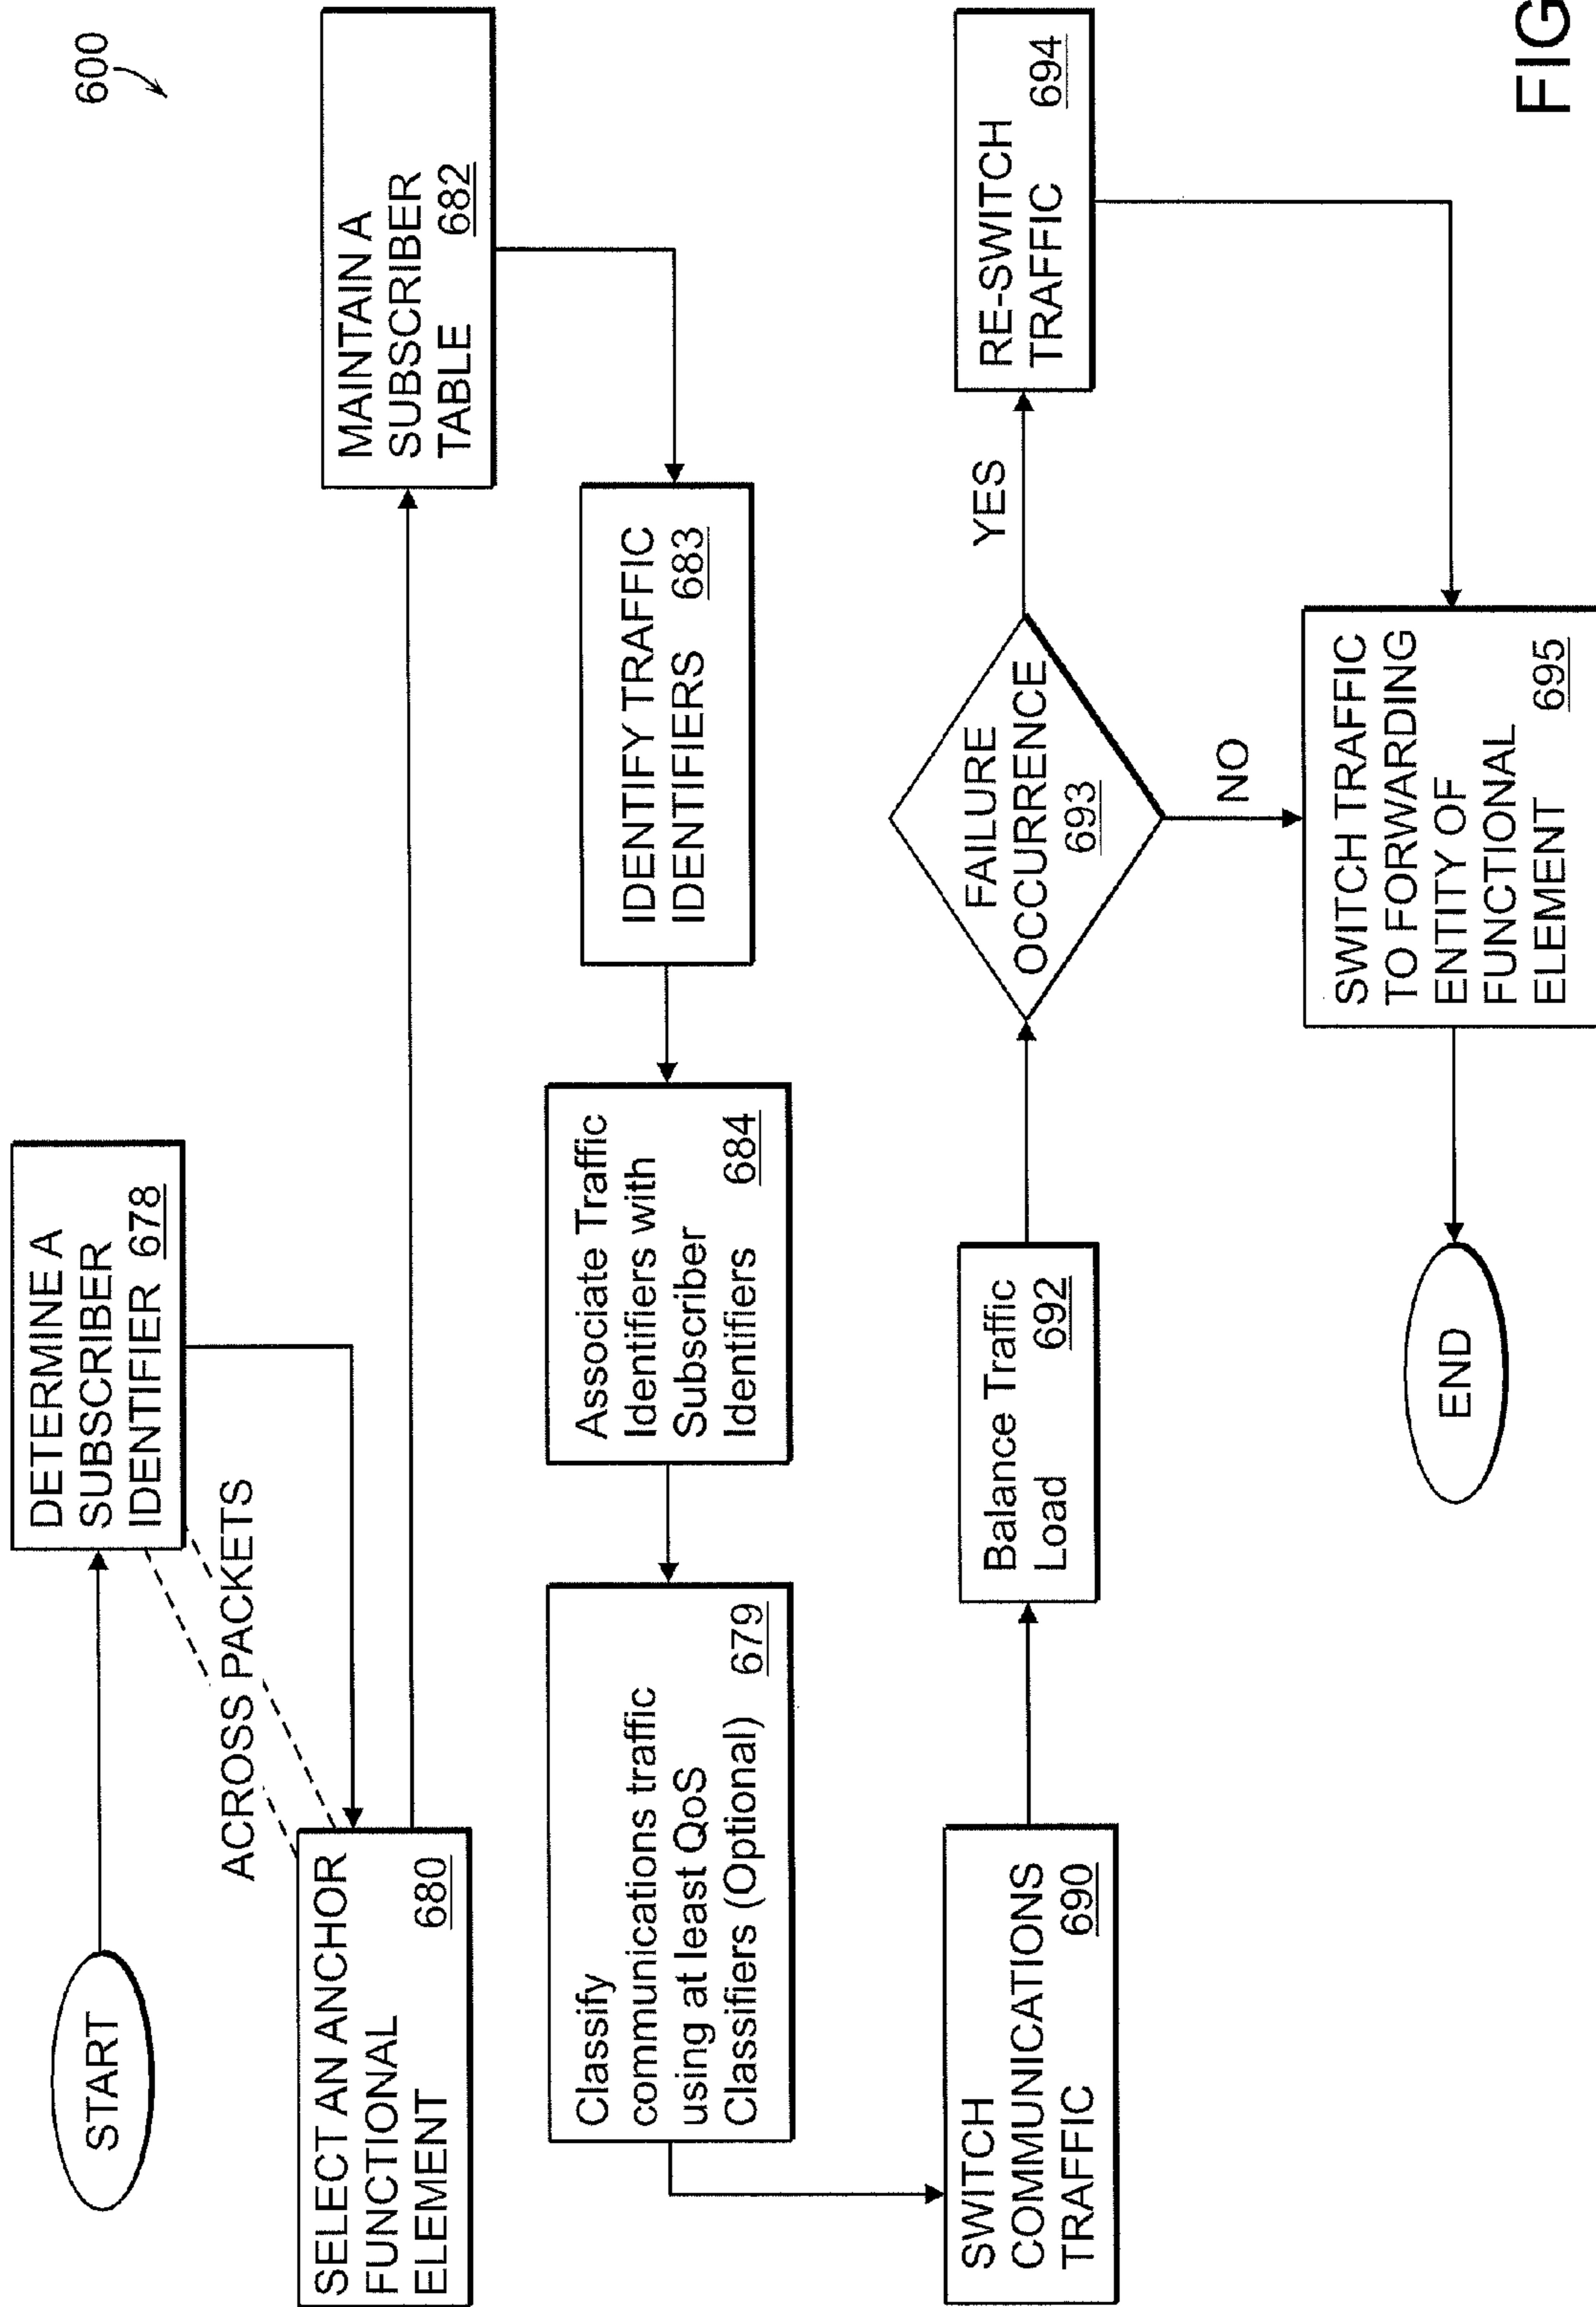 600
START
DETERMINE A
SUBSCRIBER
IDENTIFIER 678
ACROSS PACKETS
SELECT AN ANCHOR
FUNCTIONAL
ELEMENT 680
MAINTAIN A
SUBSCRIBER
TABLE 682
IDENTIFY TRAFFIC
IDENTIFIERS 683
Associate Traffic
Identifiers with
Subscriber
Identifiers 684
Classify
communications traffic
using at least QoS
Classifiers (Optional) 679
SWITCH
COMMUNICATIONS
TRAFFIC 690
Balance Traffic
Load 692
FAILURE
OCCURRENCE
693
YES
NO
RE-SWITCH
TRAFFIC 694
SWITCH TRAFFIC
TO FORWARDING
ENTITY OF
FUNCTIONAL
ELEMENT 695
END
FIG